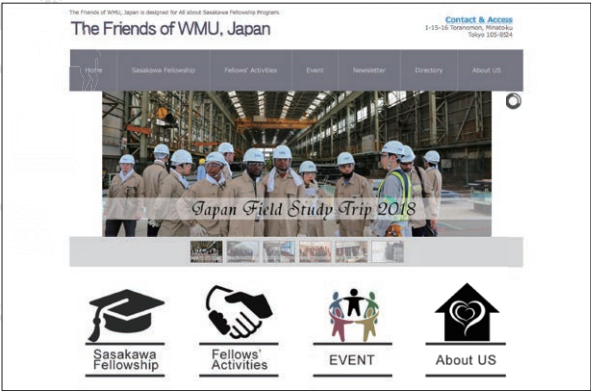 The Friends of WMU, Japan is designed for All about Sasakawa Fellowship Program.
The Friends of WMU, Japan
Contact & Access
1-15-16 Toranomon, Minato-ku
Tokyo 105-8524
Home Sasakawa Fellowship Fellows' Activities Event Newsletter Directory About US
Japan Field Study Trip 2018
Sasakawa
Fellowship
Fellows'
Activities
EVENT
About US